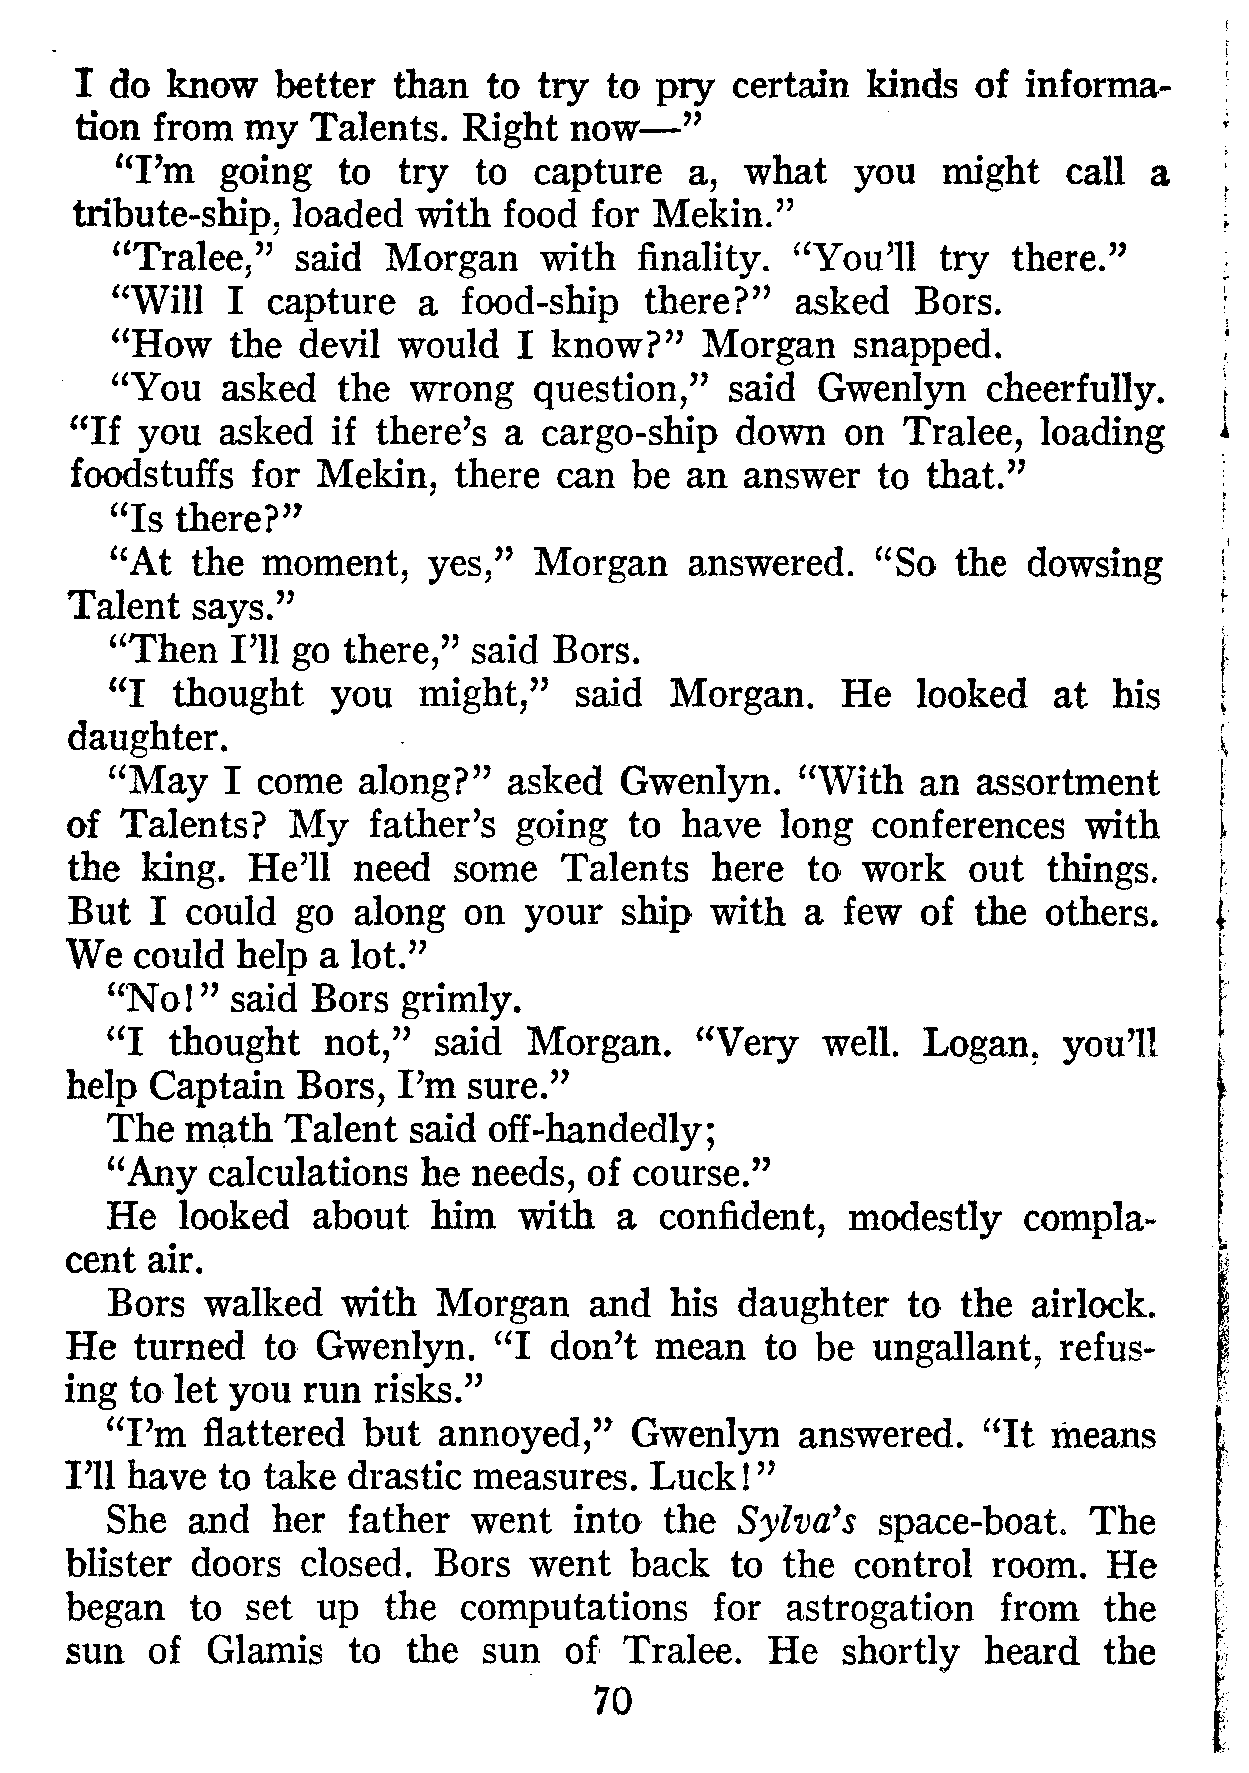 I do know better than to try to pry certain kinds of informa-
tion from my Talents. Right now—”
“I’m going to try to capture a, what you might call a
tribute-ship, loaded with food for Mekin.”
“Tralee,” said Morgan with finality. “You’ll try there.”
“Will I capture a food-ship there?” asked Bors.
“How the devil would I know?” Morgan snapped.
“You asked the wrong question,” said Gwenlyn cheerfully.
“If you asked if there’s a cargo-ship down on Tralee, loading
foodstuffs for Mekin, there can be an answer to that.”
“Is there?”
“At the moment, yes,” Morgan answered. “So the dowsing
Talent says.”
“Then I’ll go there,” said Bors.
“I thought you might,” said Morgan. He looked at his
daughter.
“May I come along?” asked Gwenlyn. “With an assortment
of Talents? My father’s going to have long conferences with
the king. He’ll need some Talents here to work out things.
But I could go along on your ship with a few of the others.
We could help a lot.”
“No!” said Bors grimly.
“I thought not,” said Morgan. “Very well. Logan, you’ll
help Captain Bors, I’m sure.”
The math Talent said off-handedly;
“Any calculations he needs, of course.”
He looked about him with a confident, modestly compla-
cent air.
Bors walked with Morgan and his daughter to the airlock.
He turned to Gwenlyn. “I don’t mean to be ungallant, refus-
ing to let you run risks.”
“I’m flattered but annoyed,” Gwenlyn answered. “It means
I’ll have to take drastic measures. Luck!”
She and her father went into the Sylva’s space-boat. The
blister doors closed. Bors went back to the control room. He
began to set up the computations for astrogation from the
sun of Glamis to the sun of Tralee. He shortly heard the
70